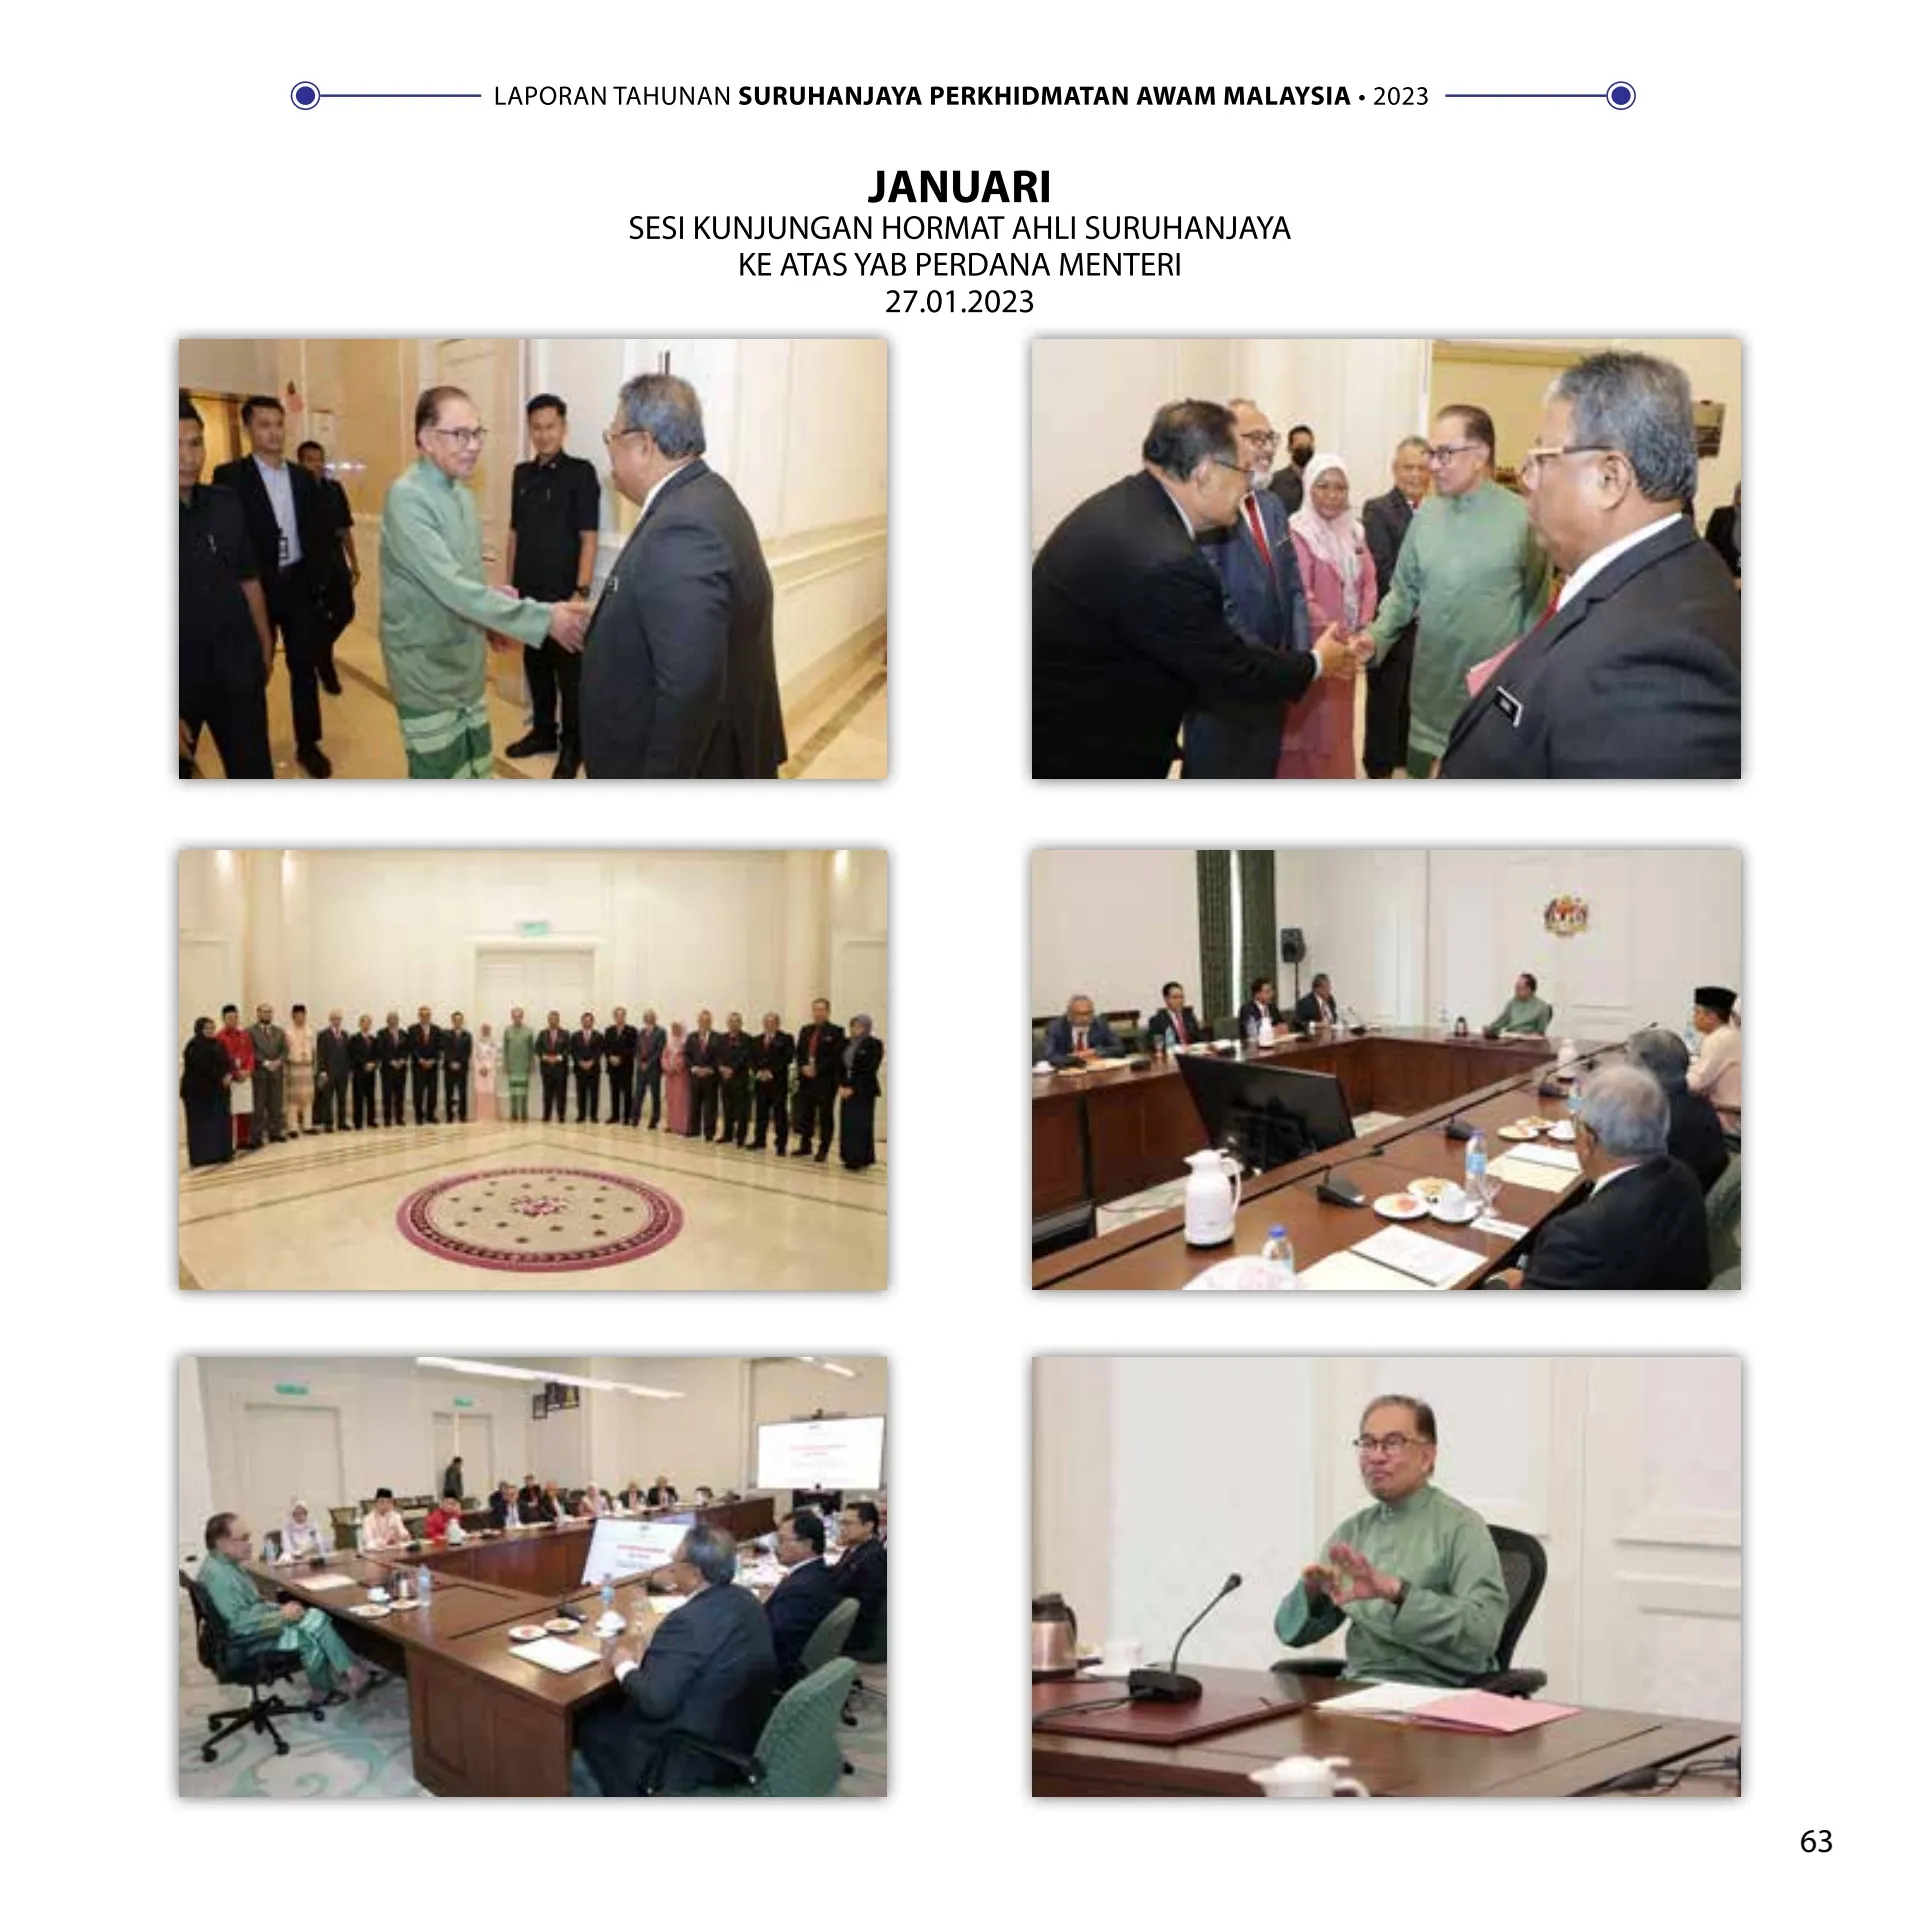 LAPORAN TAHUNAN SURUHANJAYA PERKHIDMATAN AWAM MALAYSIA • 2023
JANUARI
SESI KUNJUNGAN HORMAT AHLI SURUHANJAYA
KE ATAS YAB PERDANA MENTERI
27.01.2023
63